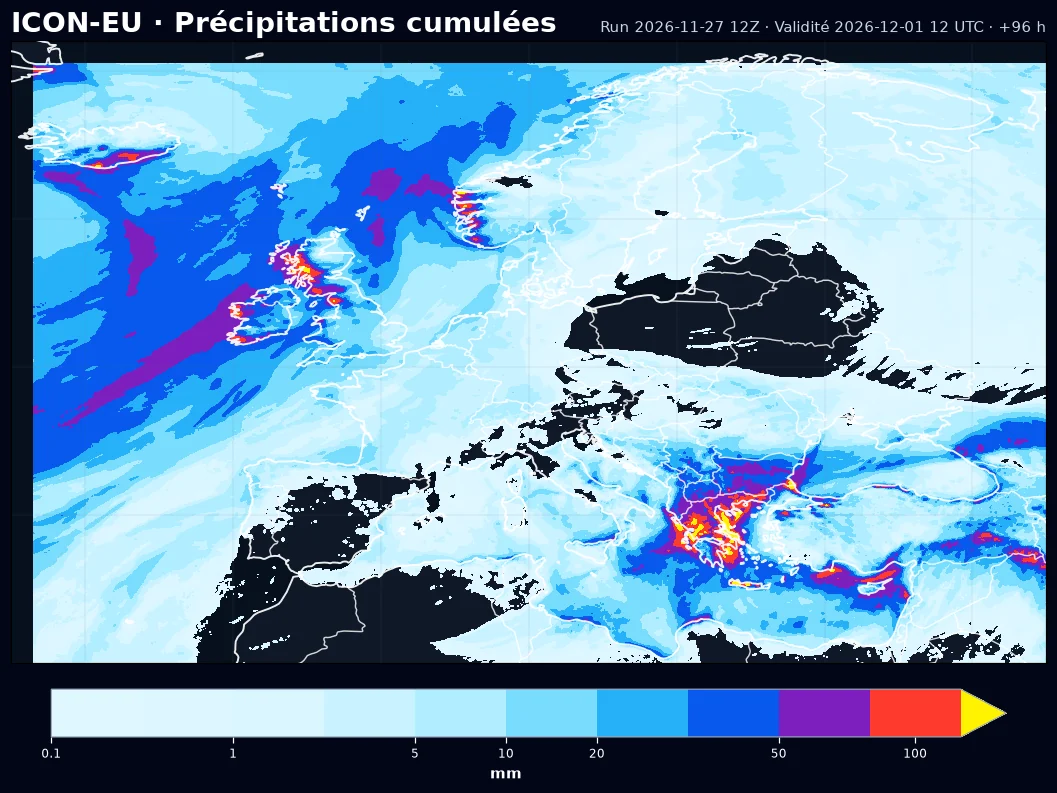 ICON-EU · Précipitations cumulées
Run 2026-11-27 12Z · Validité 2026-12-01 12 UTC · +96 h
0.1 1 5 10 20 50 100
mm